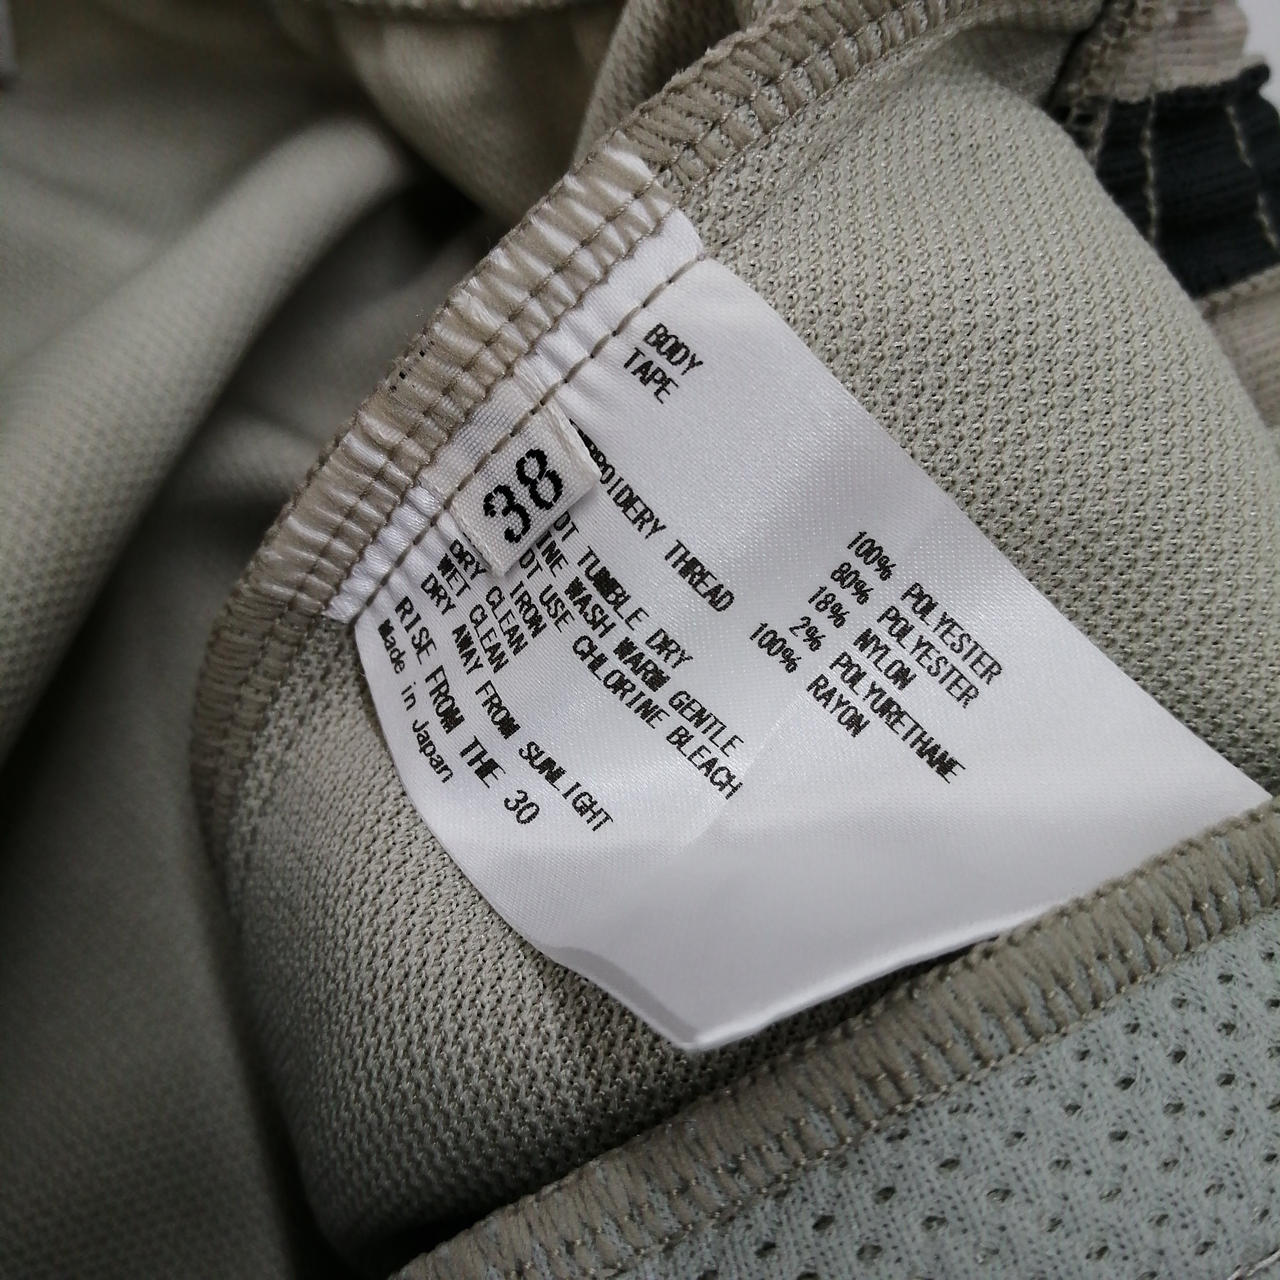 BODY
100% POLYESTER
TAPE
80% POLYESTER
18% NYLON
2% POLYURETHANE
THREAD
100% RAYON
38
TUMBLE DRY
WASH WARM GENTLE
USE CHLORINE BLEACH
IRON
DRY CLEAN
WET CLEAN
DRY AWAY FROM SUNLIGHT
RISE FROM THE 30
Made in Japan